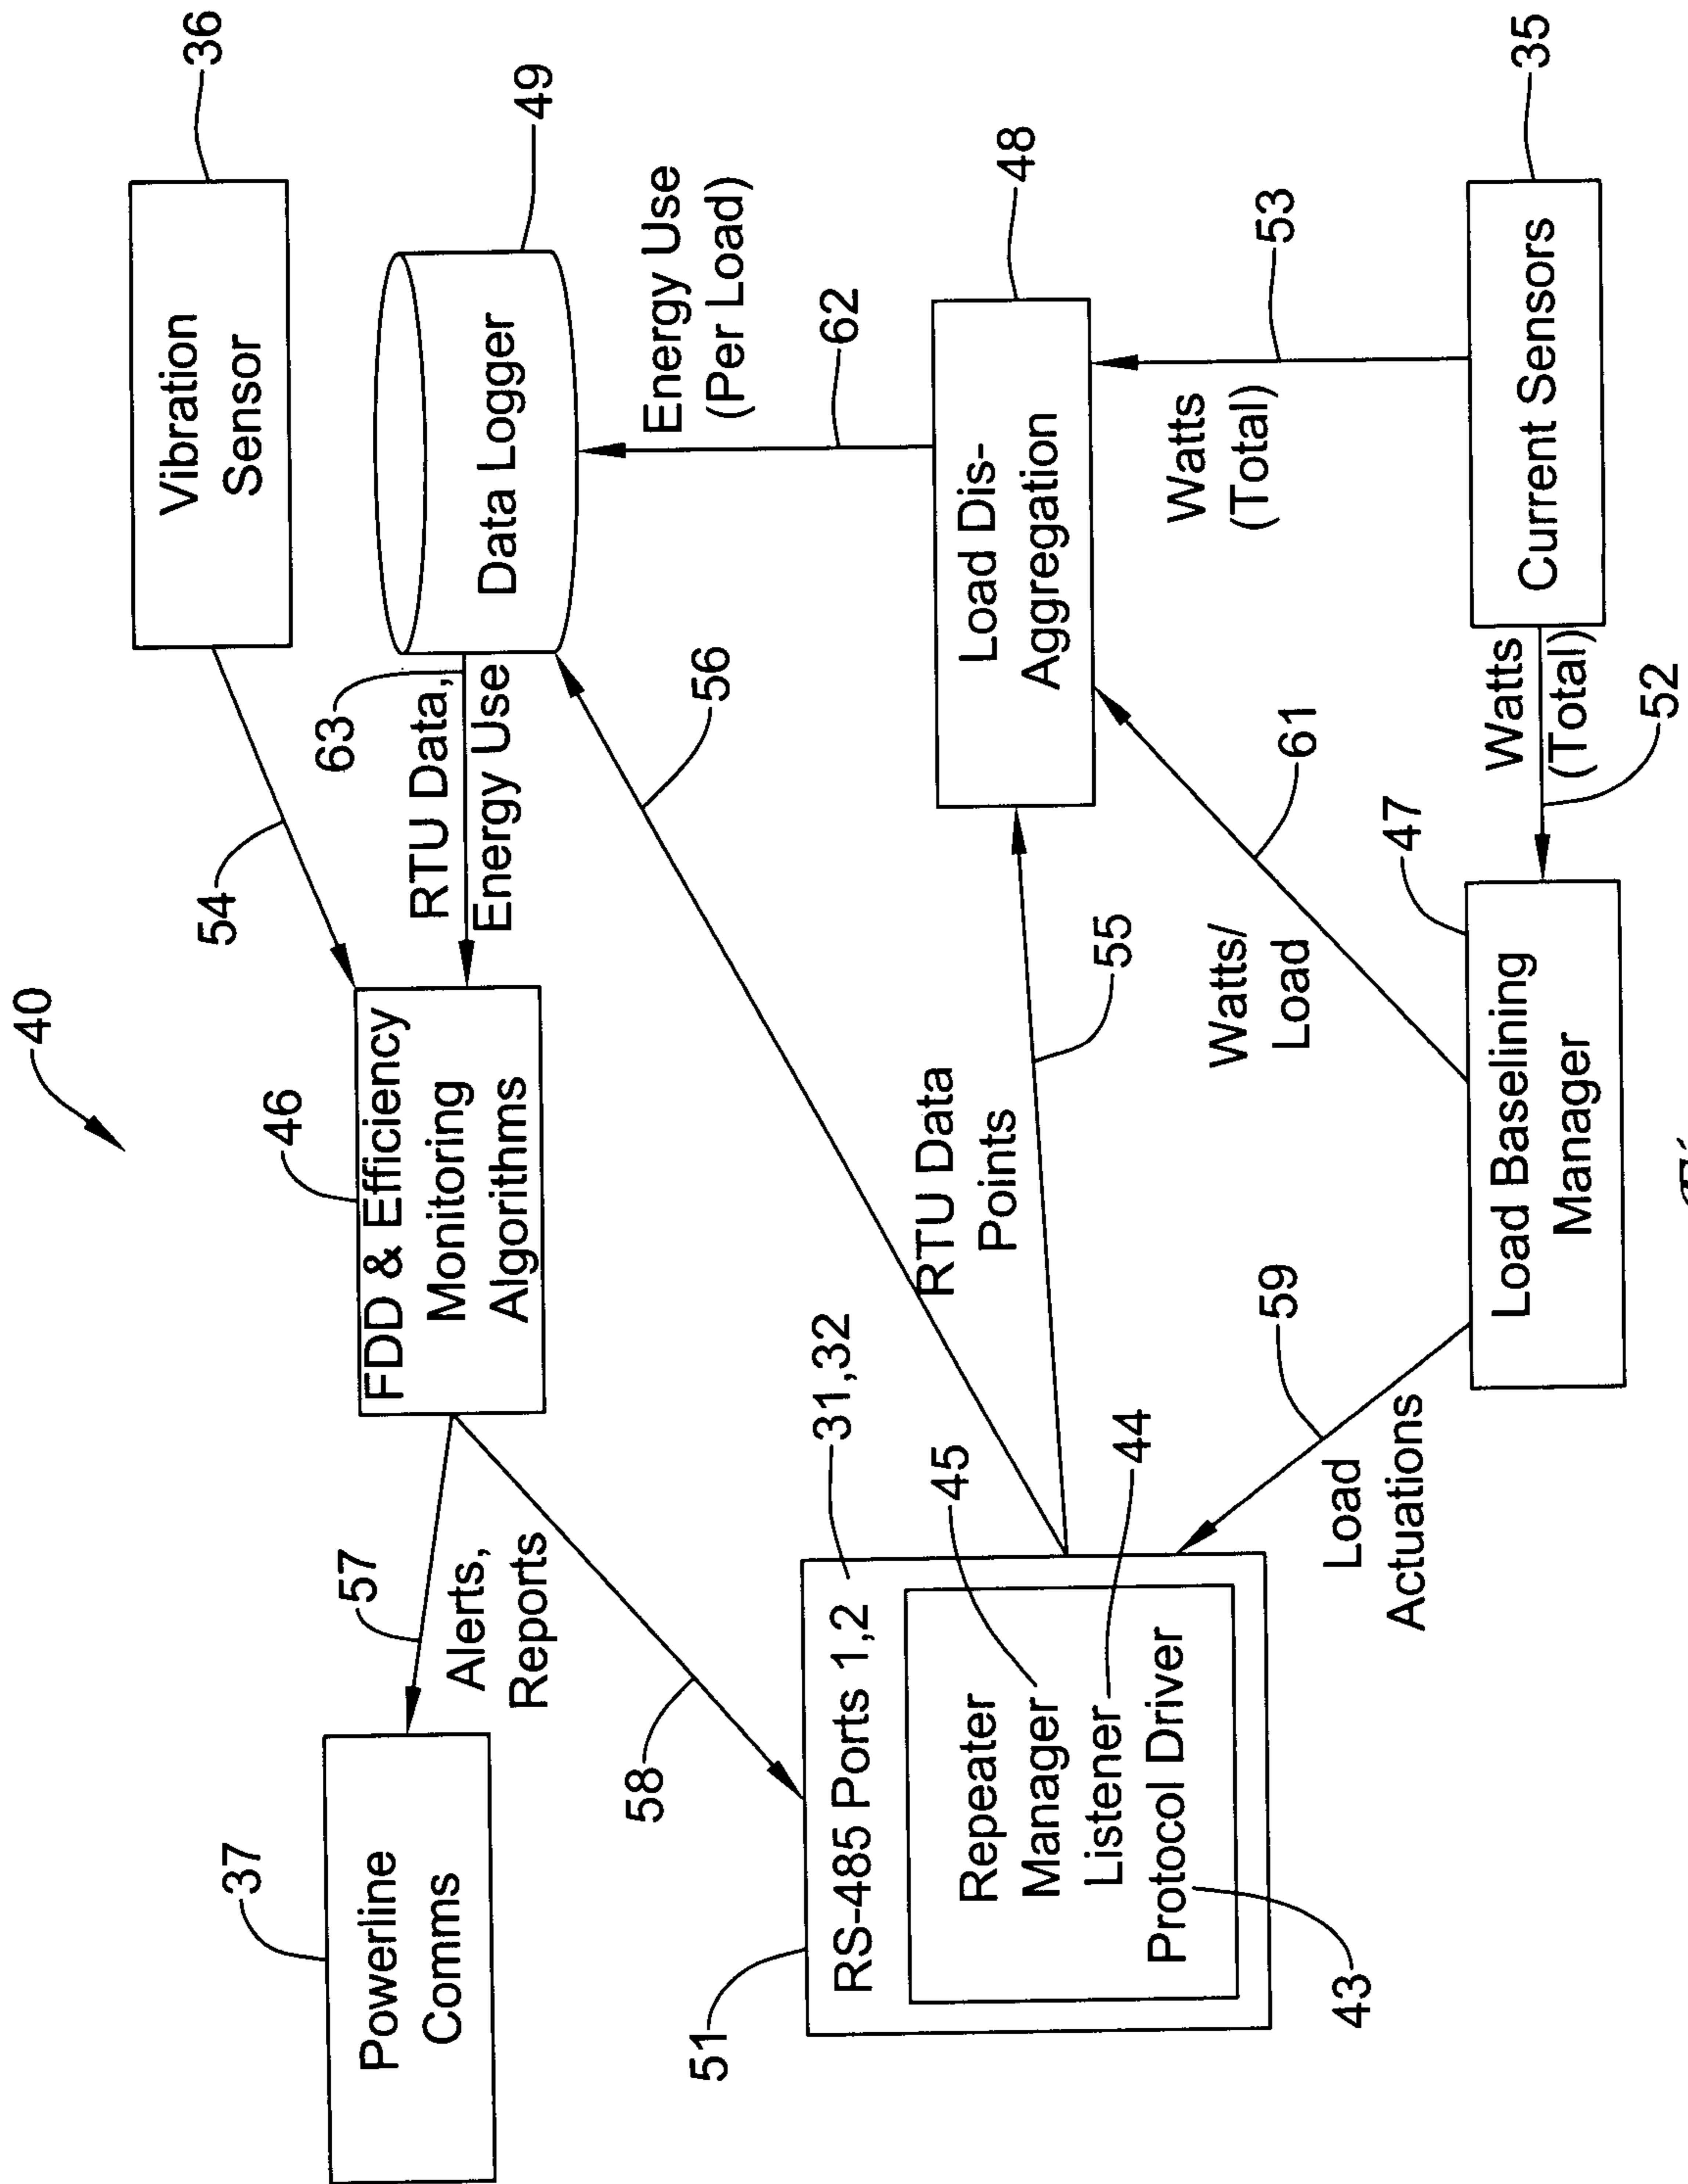 40
37
Powerline
Comms
57
Alerts,
Reports
58
46
FDD & Efficiency
Monitoring
Algorithms
54
36
Vibration
Sensor
63
RTU Data,
Energy Use
49
Data Logger
56
62
Energy Use
(Per Load)
51
RS-485 Ports 1,2
31,32
Repeater
Manager
Listener
Protocol Driver
45
44
43
RTU Data
Points
55
48
Load Dis-
Aggregation
Watts/
Load
61
Watts
(Total)
53
59
Load
Actuations
47
Load Baselining
Manager
Watts
(Total)
52
35
Current Sensors